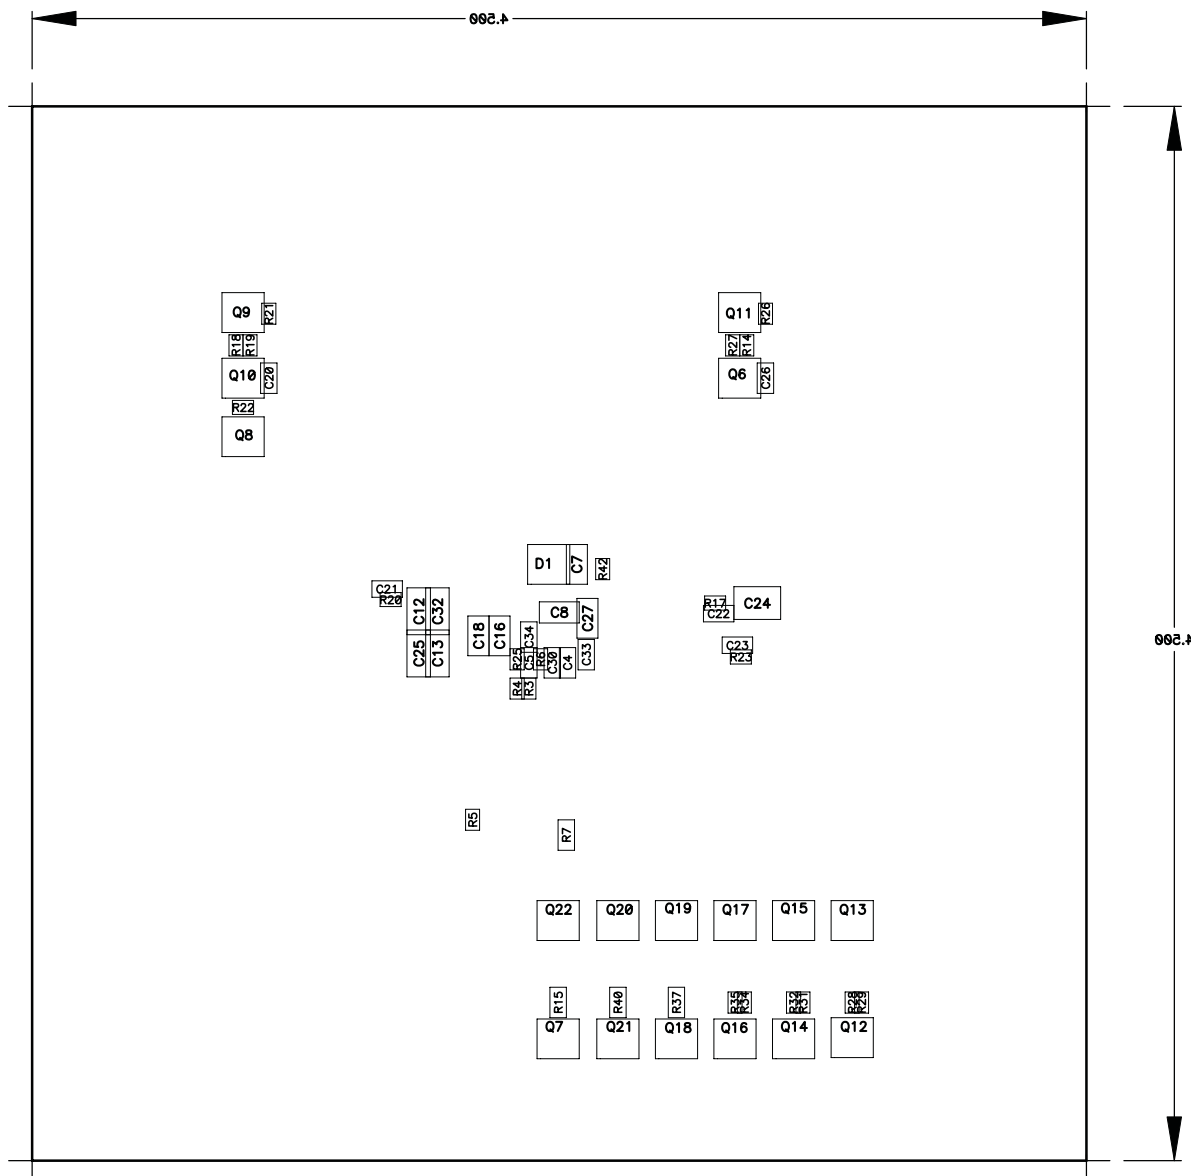 4.500
Q9 R21 Q11 R26
R18 R19 R27 R14
Q10 C20 Q6 C26
R22
Q8
D1 C7 R42
C21 R20 C12 C32 C8 C27 R17 C22 C24
C18 C16 C34 4.500
C25 C13 R25 C5 R6 C30 C4 C33 C23 R23
R4 R3
R5 R7
Q22 Q20 Q19 Q17 Q15 Q13
R15 R40 R37 R35 R34 R32 R31 R28 R29
Q7 Q21 Q18 Q16 Q14 Q12